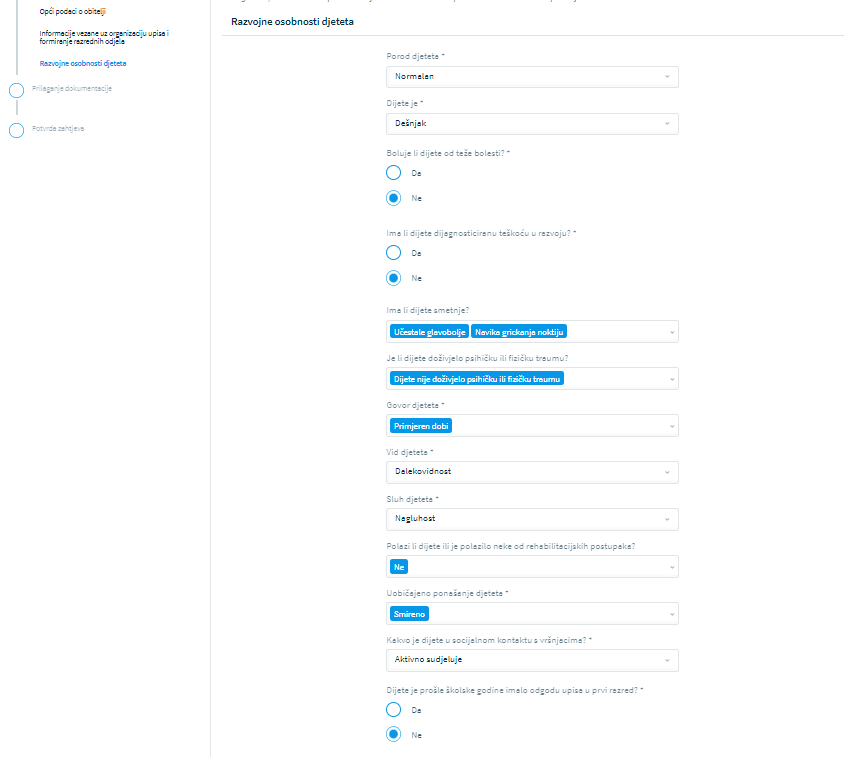 Opći podaci o obitelji
Informacije vezane uz organizaciju upisa i
formiranje razrednih odjela
Razvojne osobnosti djeteta
Prilaganje dokumentacije
Potvrda zahtjeva
Razvojne osobnosti djeteta
Porod djeteta *
Normalan
Dijete je *
Dešnjak
Boluje li dijete od teže bolesti? *
Da
Ne
Ima li dijete dijagnosticiranu teškoću u razvoju? *
Da
Ne
Ima li dijete smetnje?
Učestale glavobolje Navika grickanja noktiju
Je li dijete doživjelo psihičku ili fizičku traumu?
Dijete nije doživjelo psihičku ili fizičku traumu
Govor djeteta *
Primjeren dobi
Vid djeteta *
Dalekovidnost
Sluh djeteta *
Nagluhost
Polazi li dijete ili je polazilo neke od rehabilitacijskih postupaka?
Ne
Uobičajeno ponašanje djeteta *
Smireno
Kakvo je dijete u socijalnom kontaktu s vršnjacima? *
Aktivno sudjeluje
Dijete je prošle školske godine imalo odgodu upisa u prvi razred? *
Da
Ne